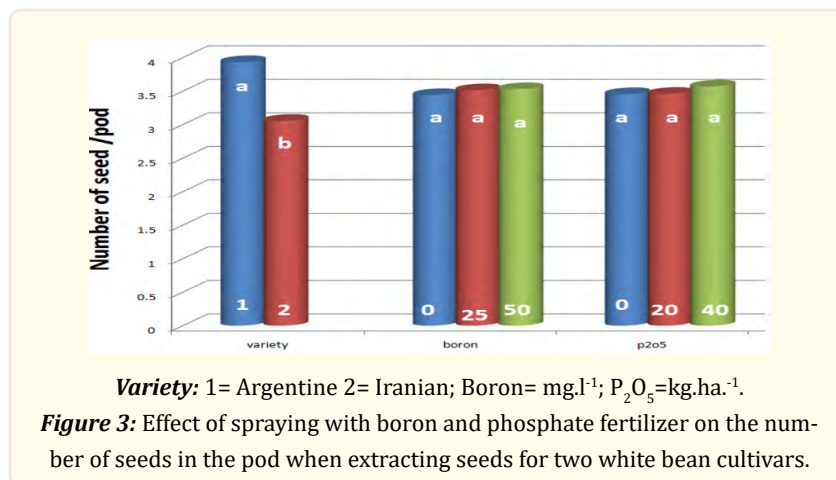 Number of seed /pod
4
3.5
3
2.5
2
1.5
1
0.5
0
a
b
a
a
a
a
a
a
1
2
0
25
50
0
20
40
variety
boron
p2o5
Variety: 1= Argentine 2= Iranian; Boron= mg.l⁻¹; P₂O₅=kg.ha.⁻¹.
Figure 3: Effect of spraying with boron and phosphate fertilizer on the num-
ber of seeds in the pod when extracting seeds for two white bean cultivars.